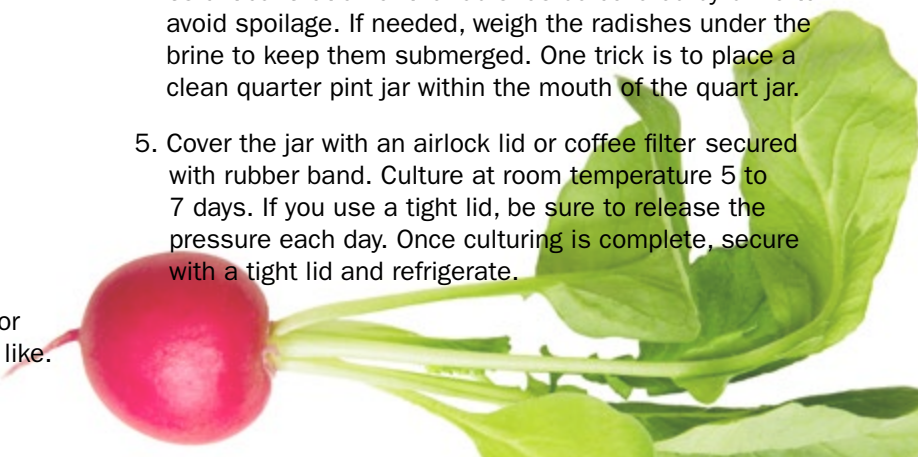 avoid spoilage. If needed, weigh the radishes under the
brine to keep them submerged. One trick is to place a
clean quarter pint jar within the mouth of the quart jar.
5. Cover the jar with an airlock lid or coffee filter secured
with rubber band. Culture at room temperature 5 to
7 days. If you use a tight lid, be sure to release the
pressure each day. Once culturing is complete, secure
with a tight lid and refrigerate.
or
like.